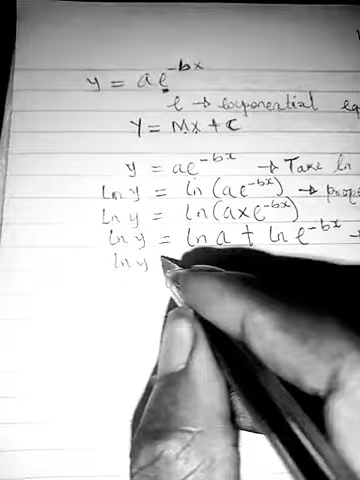 y = ae^-bx
e → exponential
Y = Mx + C
y = ae^-bx → Take ln
ln y = ln(ae^-bx) →
ln y = ln(a×e^-bx)
ln y = ln a + ln e^-bx →
ln y